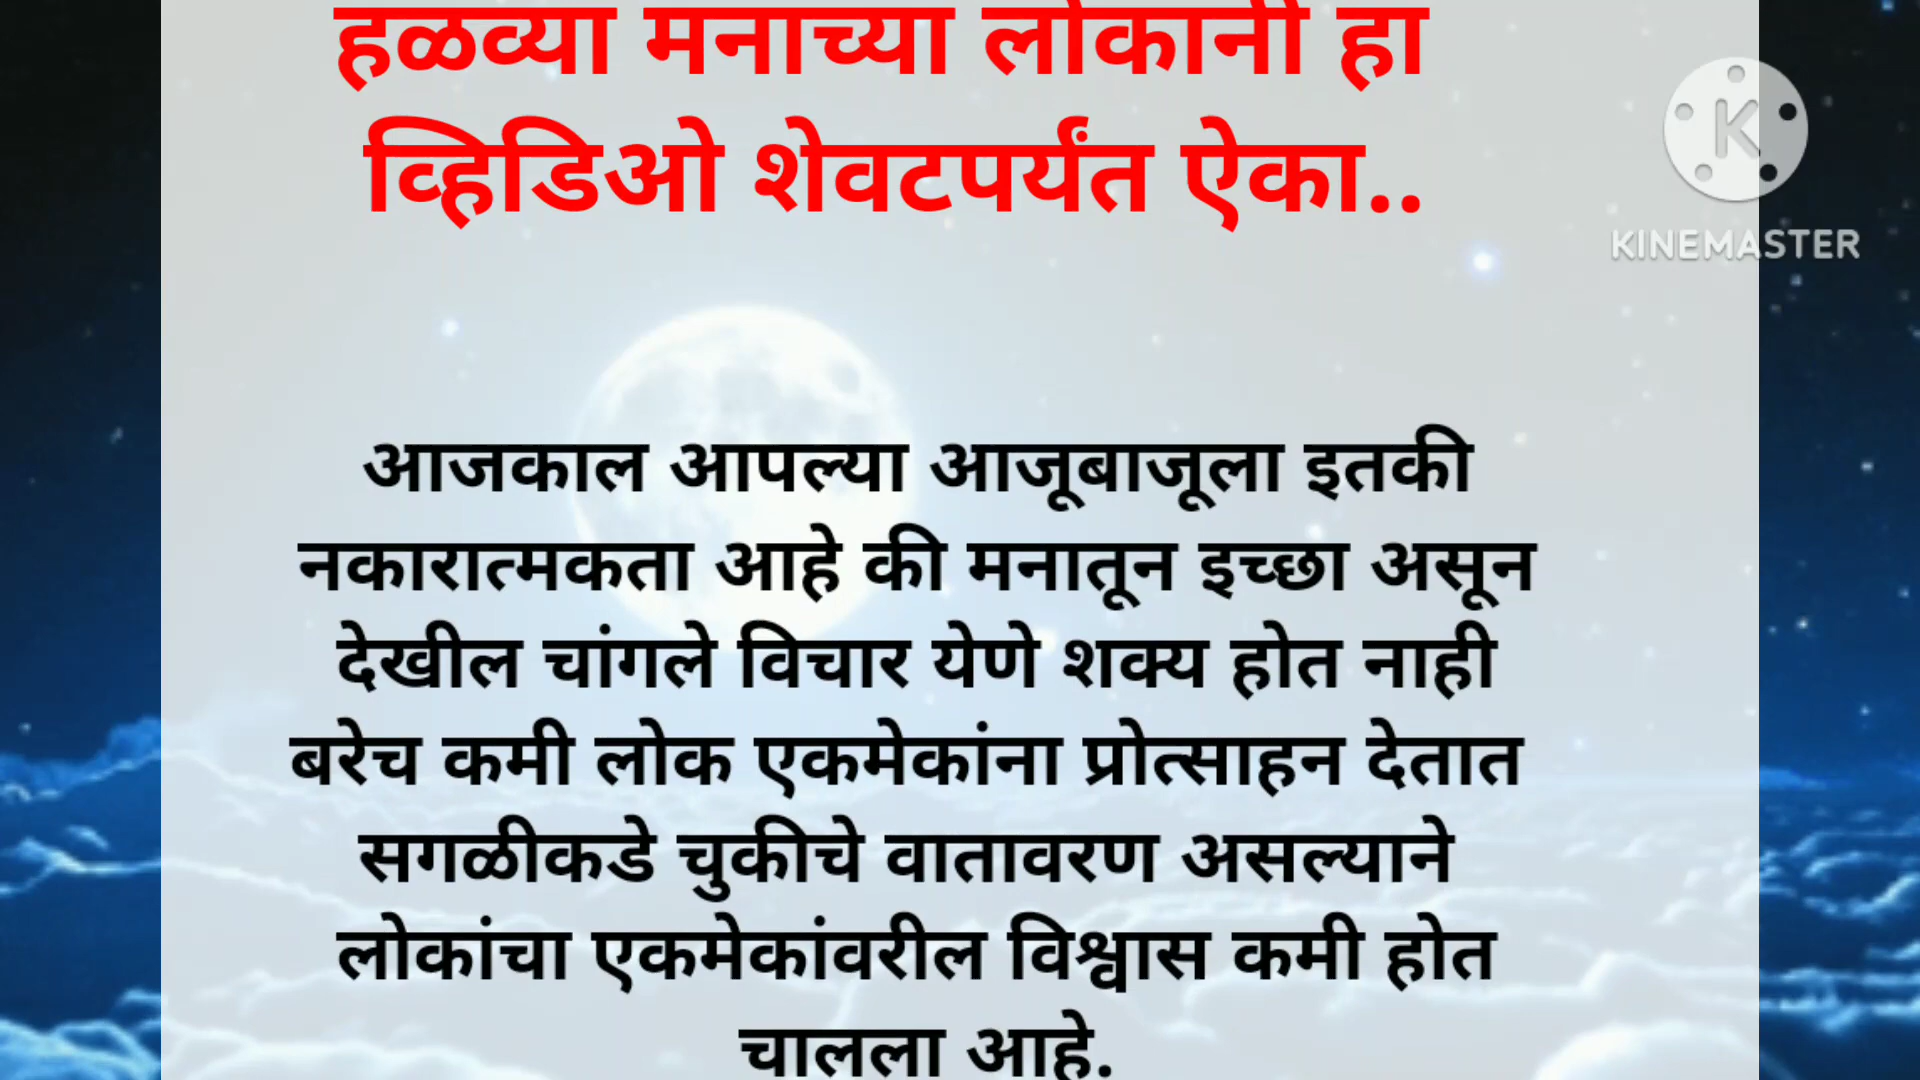 हळव्या मनाच्या लोकांनी हा
व्हिडिओ शेवटपर्यंत ऐका..
K
KINEMASTER
आजकाल आपल्या आजूबाजूला इतकी
नकारात्मकता आहे की मनातून इच्छा असून
देखील चांगले विचार येणे शक्य होत नाही
बरेच कमी लोक एकमेकांना प्रोत्साहन देतात
सगळीकडे चुकीचे वातावरण असल्याने
लोकांचा एकमेकांवरील विश्वास कमी होत
चालला आहे.